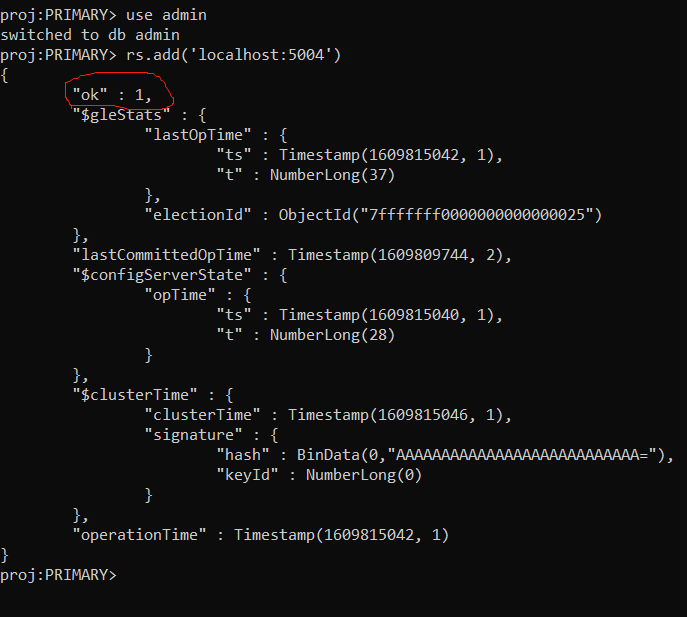 proj:PRIMARY> use admin
switched to db admin
proj:PRIMARY> rs.add('localhost:5004')
{
        "ok" : 1,
        "$gleStats" : {
                "lastOpTime" : {
                        "ts" : Timestamp(1609815042, 1),
                        "t" : NumberLong(37)
                },
                "electionId" : ObjectId("7fffffff0000000000000025")
        },
        "lastCommittedOpTime" : Timestamp(1609809744, 2),
        "$configServerState" : {
                "opTime" : {
                        "ts" : Timestamp(1609815040, 1),
                        "t" : NumberLong(28)
                }
        },
        "$clusterTime" : {
                "clusterTime" : Timestamp(1609815046, 1),
                "signature" : {
                        "hash" : BinData(0,"AAAAAAAAAAAAAAAAAAAAAAAAAAA="),
                        "keyId" : NumberLong(0)
                }
        },
        "operationTime" : Timestamp(1609815042, 1)
}
proj:PRIMARY>